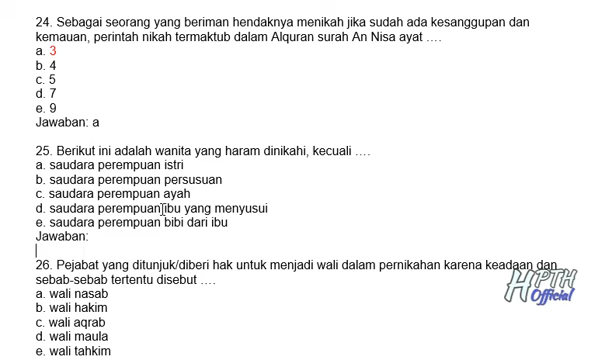 24. Sebagai seorang yang beriman hendaknya menikah jika sudah ada kesanggupan dan
kemauan, perintah nikah termaktub dalam Alquran surah An Nisa ayat ....
a. 3
b. 4
c. 5
d. 7
e. 9
Jawaban: a
25. Berikut ini adalah wanita yang haram dinikahi, kecuali ....
a. saudara perempuan istri
b. saudara perempuan persusuan
c. saudara perempuan ayah
d. saudara perempuan ibu yang menyusui
e. saudara perempuan bibi dari ibu
Jawaban:
26. Pejabat yang ditunjuk/diberi hak untuk menjadi wali dalam pernikahan karena keadaan dan
sebab-sebab tertentu disebut ....
a. wali nasab
b. wali hakim
c. wali aqrab
d. wali maula
e. wali tahkim
HPTH
Official